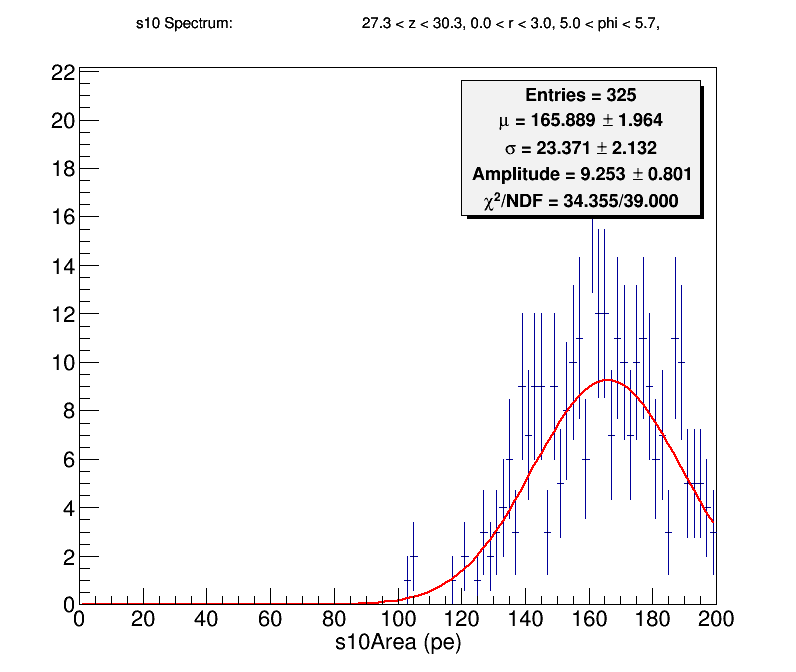 s10 Spectrum: 27.3 < z < 30.3, 0.0 < r < 3.0, 5.0 < phi < 5.7,
Entries = 325
μ = 165.889 ± 1.964
σ = 23.371 ± 2.132
Amplitude = 9.253 ± 0.801
χ²/NDF = 34.355/39.000
22
20
18
16
14
12
10
8
6
4
2
0
0 20 40 60 80 100 120 140 160 180 200
s10Area (pe)